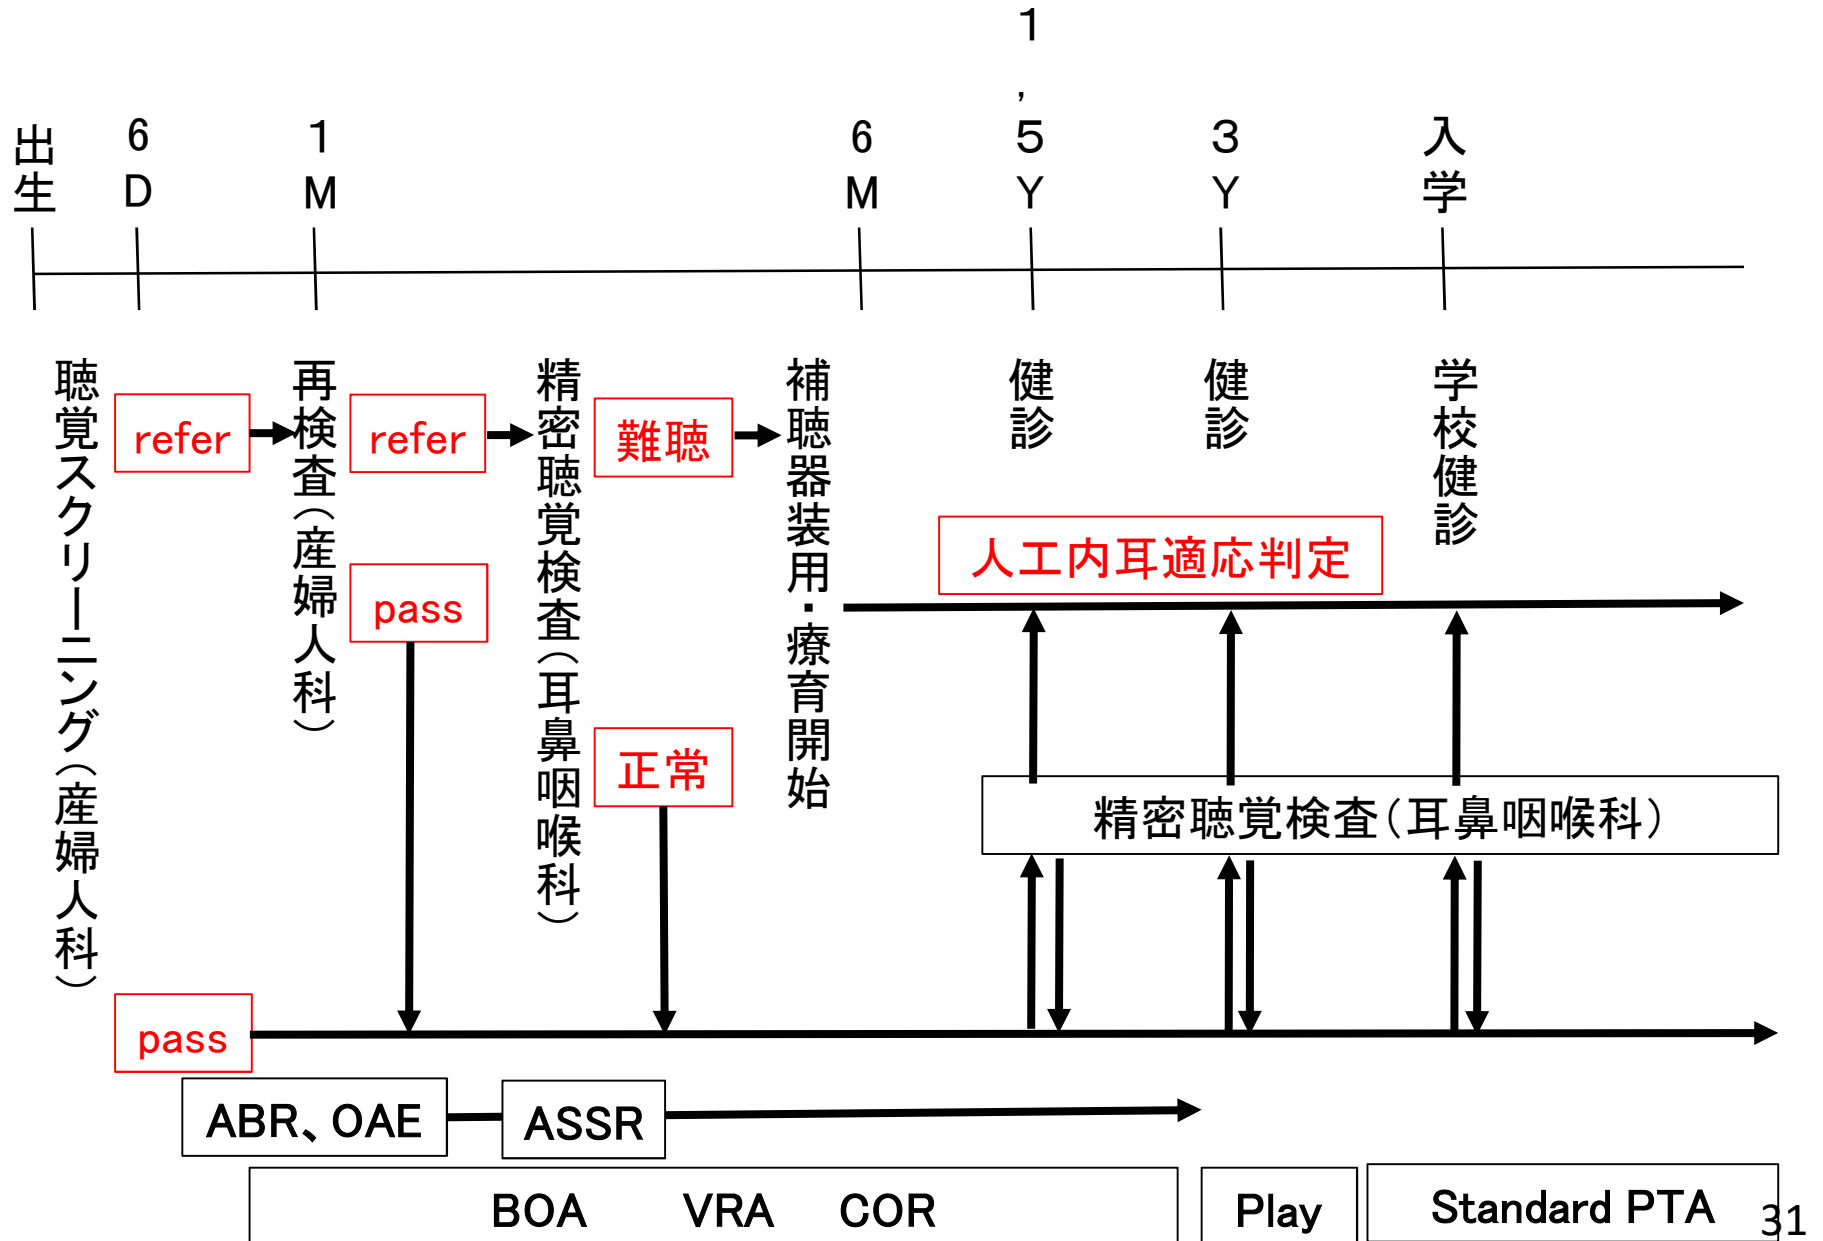 出生
6D
1M
6M
1,5Y
3Y
入学
聴覚スクリーニング(産婦人科)
refer
再検査(産婦人科)
refer
精密聴覚検査(耳鼻咽喉科)
難聴
補聴器装用・療育開始
健診
健診
学校健診
人工内耳適応判定
pass
正常
精密聴覚検査(耳鼻咽喉科)
pass
ABR、OAE
ASSR
BOA VRA COR
Play
Standard PTA
31